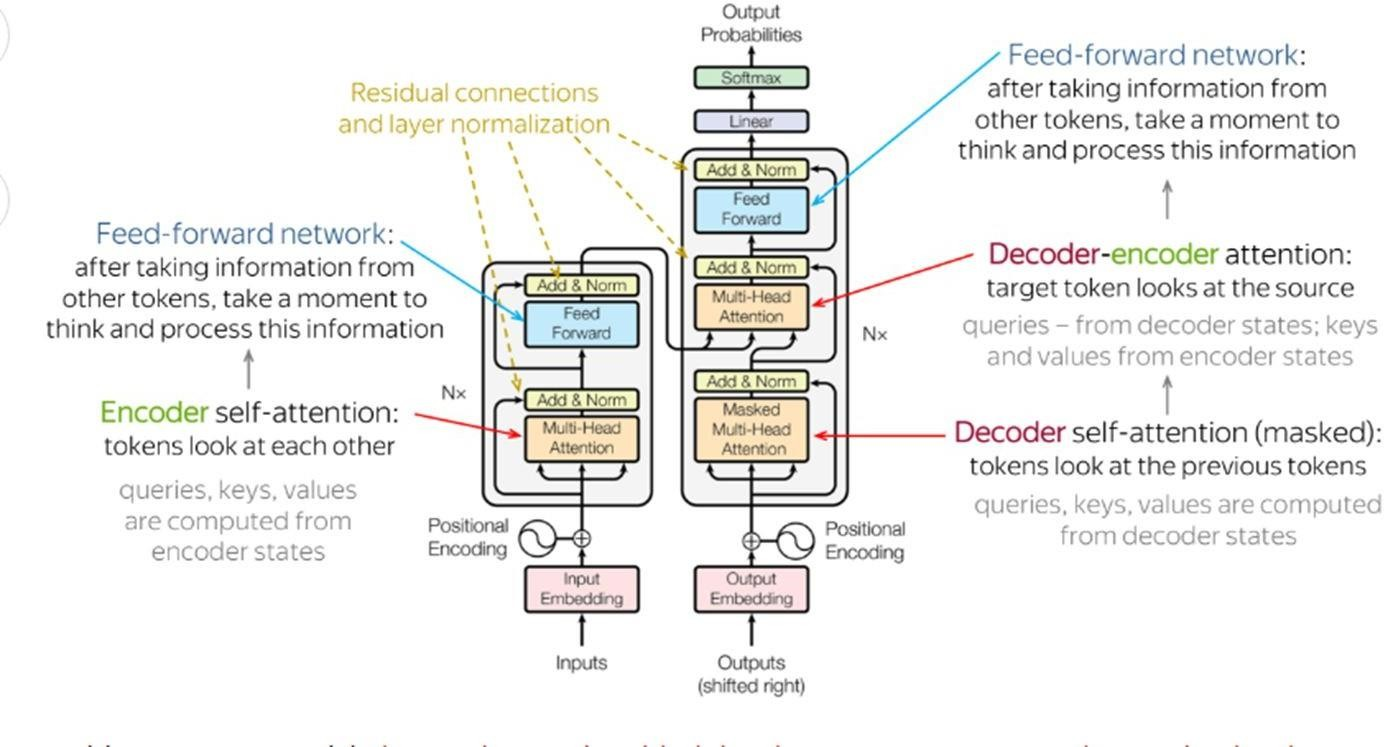 Output
Probabilities
Softmax
Linear
Add & Norm
Feed
Forward
Add & Norm
Multi-Head
Attention
Nx
Add & Norm
Masked
Multi-Head
Attention
Positional
Encoding
Output
Embedding
Outputs
(shifted right)
Residual connections
and layer normalization
Add & Norm
Feed
Forward
Nx
Add & Norm
Multi-Head
Attention
Positional
Encoding
Input
Embedding
Inputs
Feed-forward network:
after taking information from
other tokens, take a moment to
think and process this information
Encoder self-attention:
tokens look at each other
queries, keys, values
are computed from
encoder states
Feed-forward network:
after taking information from
other tokens, take a moment to
think and process this information
Decoder-encoder attention:
target token looks at the source
queries – from decoder states; keys
and values from encoder states
Decoder self-attention (masked):
tokens look at the previous tokens
queries, keys, values are computed
from decoder states